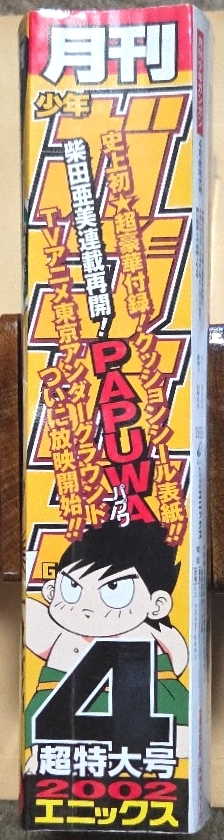 月刊
少年
ガンガン
史上初★超豪華付録!クッションシール表紙!!
柴田亜美連載再開!PAPUWA
パプワ
TVアニメ東京アンダーグラウンドついに放映開始!!
4
超特大号
2002
エニックス